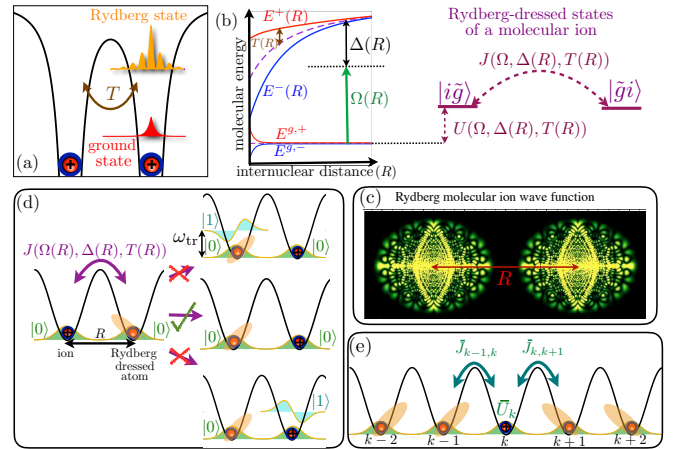 Rydberg state
T
ground
state
(a)
(b)
molecular energy
E⁺(R)
T(R)
Δ(R)
E⁻(R)
Ω(R)
E^{g,+}
E^{g,-}
internuclear distance (R)
Rydberg-dressed states
of a molecular ion
J(Ω, Δ(R), T(R))
|ig̃⟩
|g̃i⟩
U(Ω, Δ(R), T(R))
(c)
Rydberg molecular ion wave function
R
(d)
J(Ω(R), Δ(R), T(R))
|0⟩
R
|0⟩
ion
Rydberg
dressed
atom
|1⟩
ω_tr
|0⟩
|0⟩
|0⟩
|0⟩
|1⟩
|0⟩
(e)
J̄_{k−1,k}
J̄_{k,k+1}
Ū_k
k − 2
k − 1
k
k + 1
k + 2